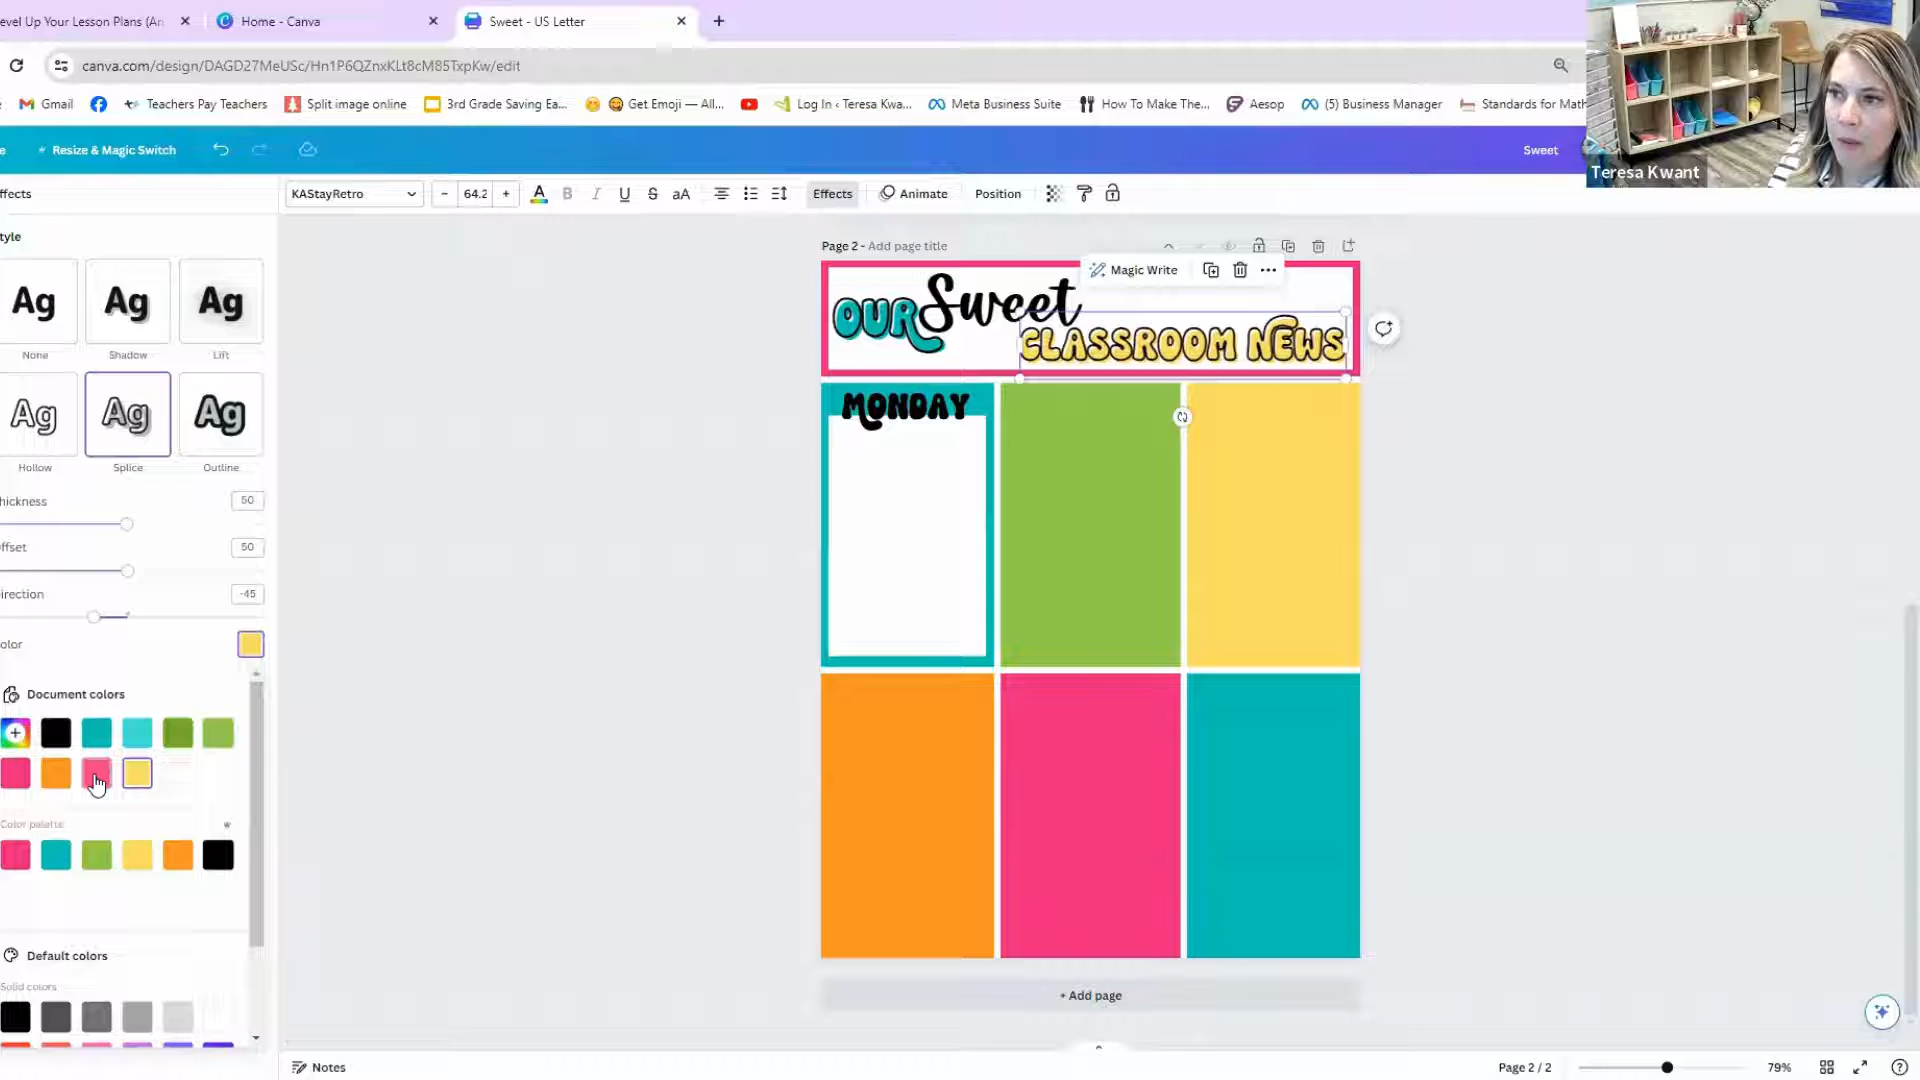 evel Up Your Lesson Plans (An
Home - Canva
Sweet - US Letter
canva.com/design/DAGD27MeUSc/Hn1P6QZnxKLt8cM85TxpKw/edit
Gmail
Teachers Pay Teachers
Split image online
3rd Grade Saving Ea...
Get Emoji — All...
Log In ‹ Teresa Kwa...
Meta Business Suite
How To Make The...
Aesop
(5) Business Manager
Standards for Math
Teresa Kwant
e
Resize & Magic Switch
Sweet
ffects
KAStayRetro
- 64.2 +
A B I U S aA
Effects
Animate
Position
tyle
Ag Ag Ag
None Shadow Lift
Ag Ag Ag
Hollow Splice Outline
hickness 50
ffset 50
irection -45
olor
Document colors
Color palette
Default colors
Solid colors
Page 2 - Add page title
Magic Write
OUR Sweet
CLASSROOM NEWS
MONDAY
+ Add page
Notes
Page 2 / 2
79%